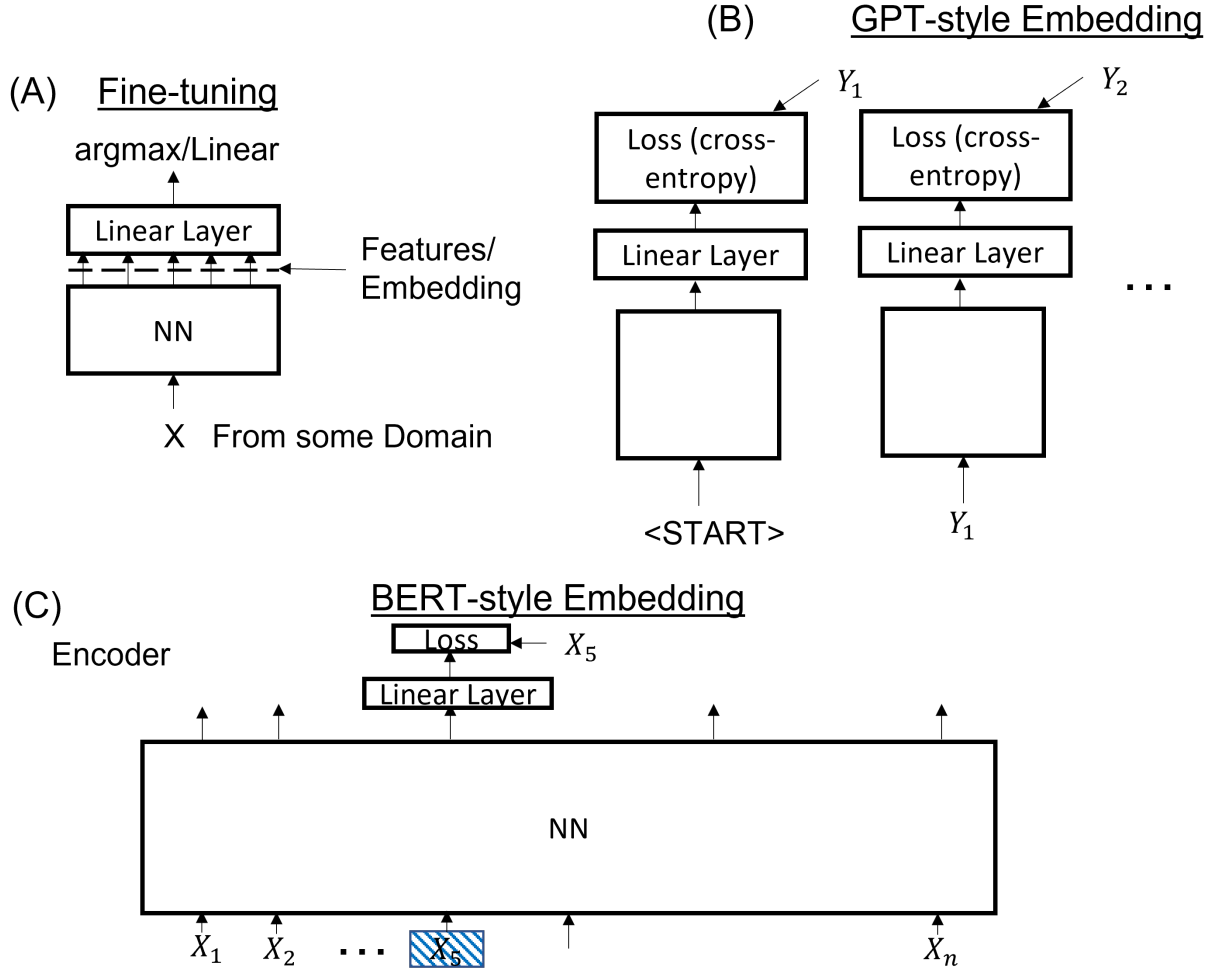 (A) Fine-tuning
argmax/Linear
Linear Layer
Features/
Embedding
NN
X From some Domain
(B) GPT-style Embedding
Y₁
Loss (cross-
entropy)
Linear Layer
<START>
Y₂
Loss (cross-
entropy)
Linear Layer
Y₁
...
(C) BERT-style Embedding
Encoder
Loss
X₅
Linear Layer
NN
X₁ X₂ ... X₅ Xₙ